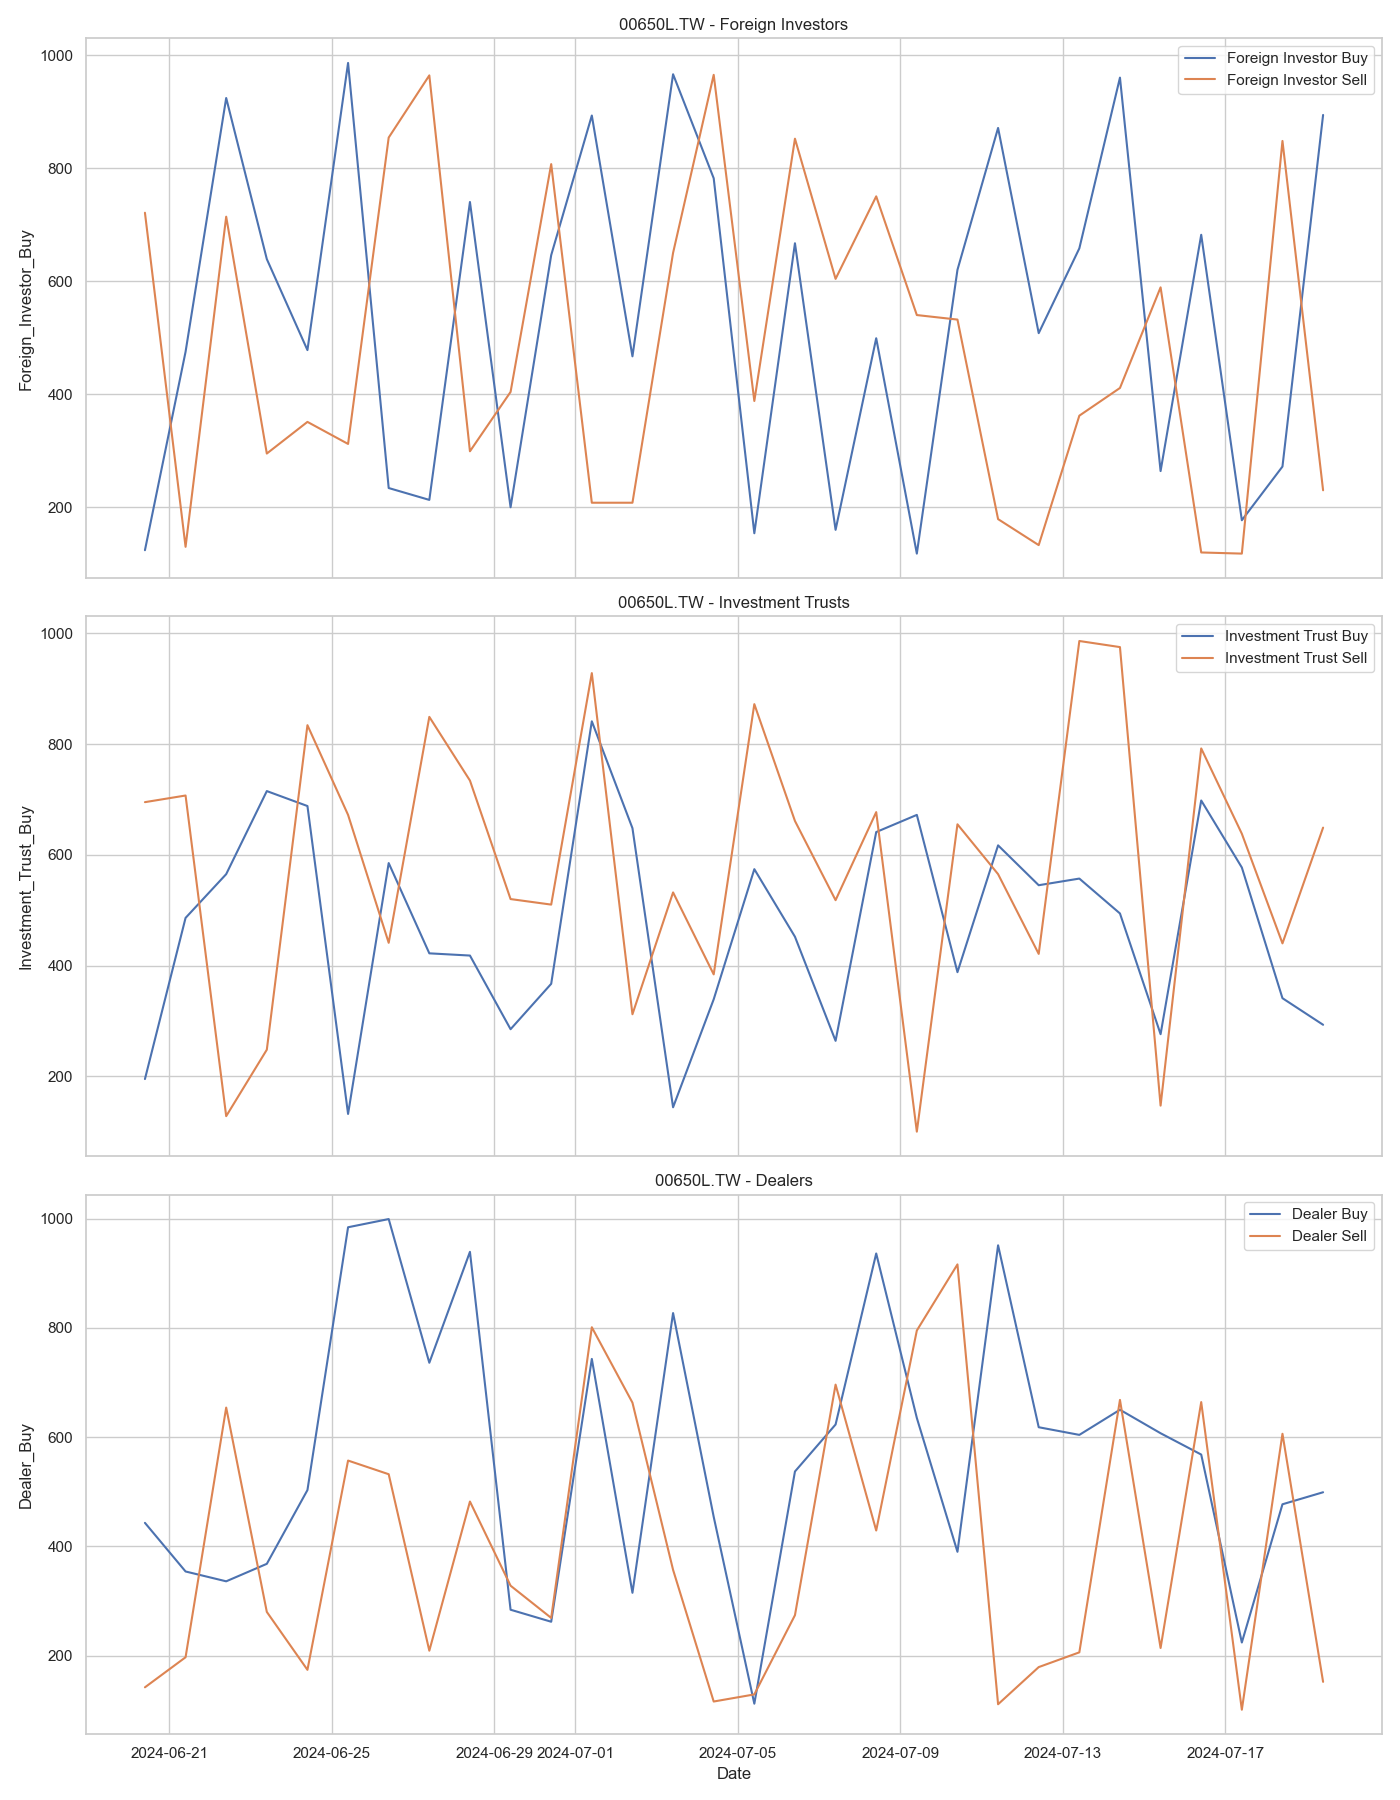 00650L.TW - Foreign Investors
Foreign Investor Buy
Foreign Investor Sell
Foreign_Investor_Buy
1000
800
600
400
200
00650L.TW - Investment Trusts
Investment Trust Buy
Investment Trust Sell
Investment_Trust_Buy
1000
800
600
400
200
00650L.TW - Dealers
Dealer Buy
Dealer Sell
Dealer_Buy
1000
800
600
400
200
2024-06-21 2024-06-25 2024-06-29 2024-07-01 2024-07-05 2024-07-09 2024-07-13 2024-07-17
Date